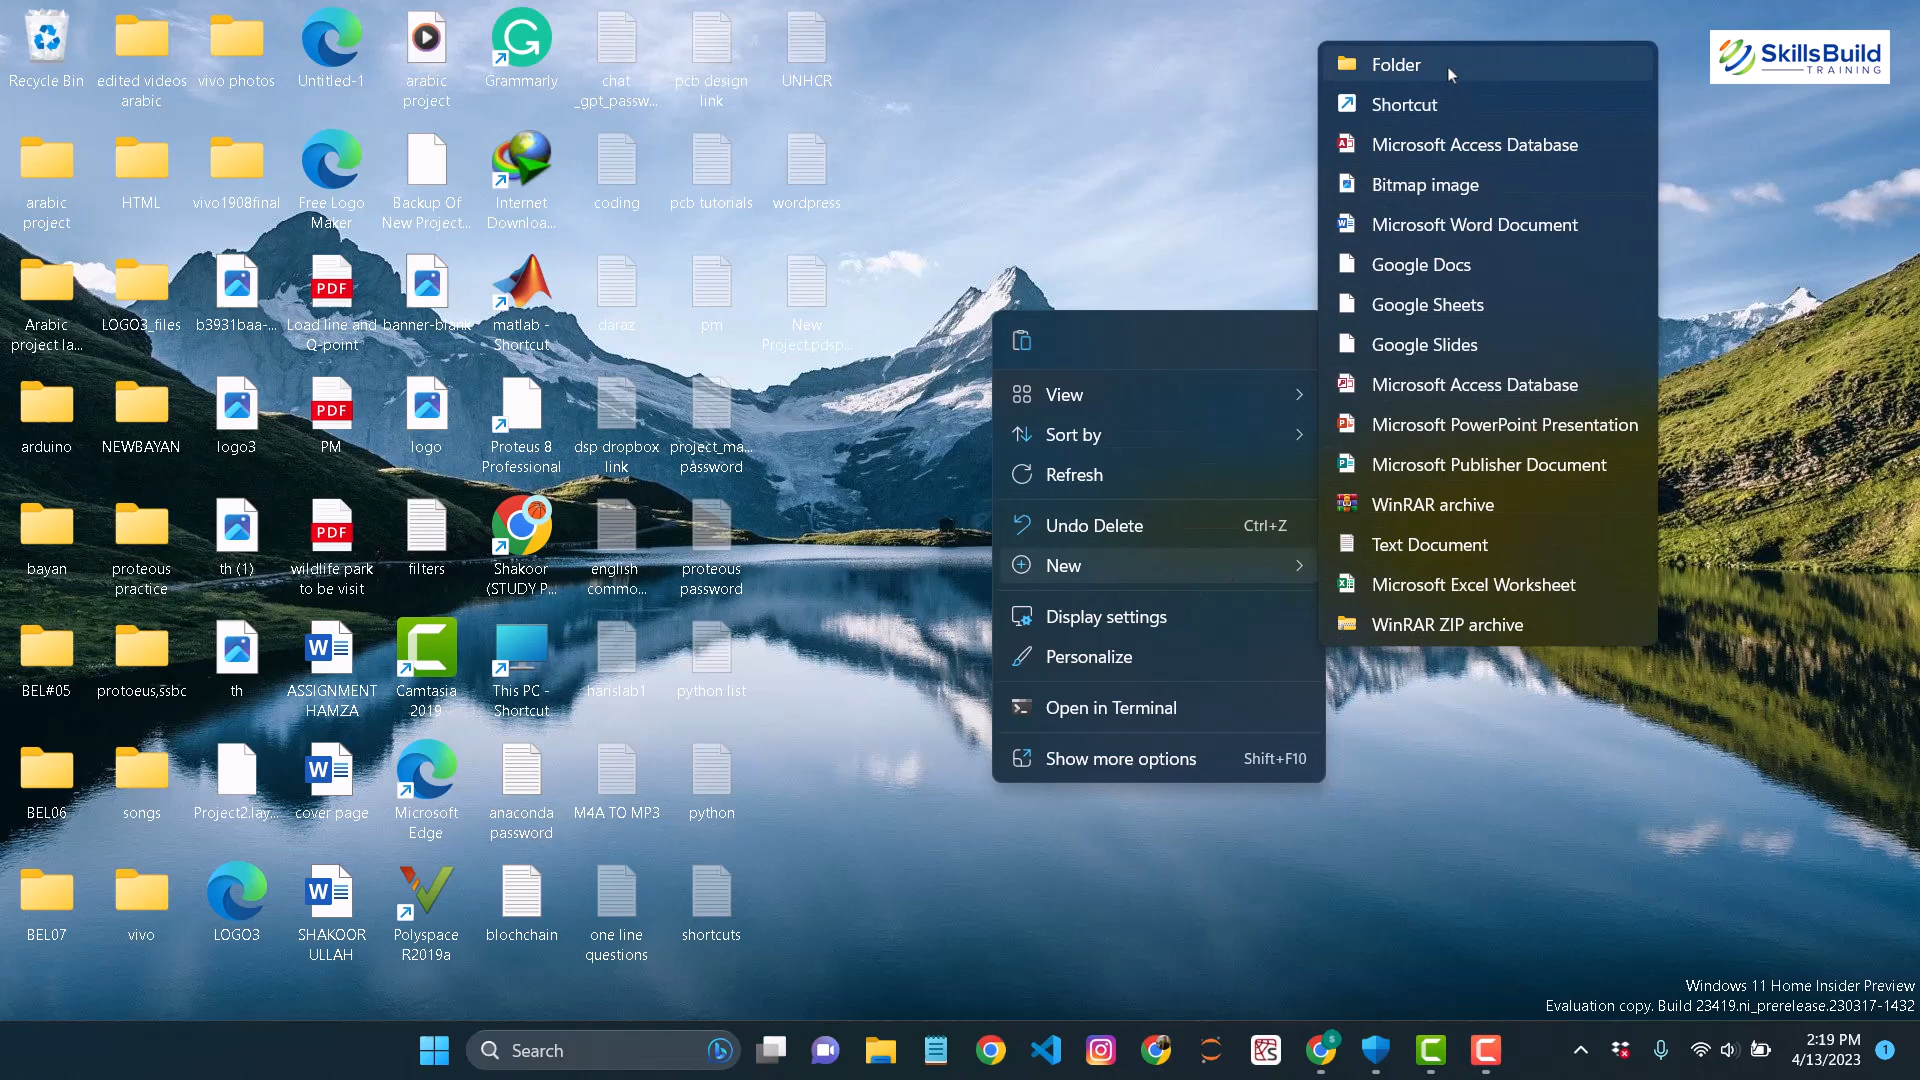 Recycle Bin
edited videos
arabic
vivo photos
Untitled-1
arabic
project
Grammarly
chat
_gpt_passw...
pcb design
link
UNHCR
arabic
project
HTML
vivo1908final
Free Logo
Maker
Backup Of
New Project...
Internet
Downloa...
coding
pcb tutorials
wordpress
Arabic
project la...
LOGO3_files
b3931baa-...
PDF
Load line and
Q-point
banner-blank
matlab -
Shortcut
daraz
pm
New
Project.pdsp...
arduino
NEWBAYAN
logo3
PDF
PM
logo
Proteus 8
Professional
dsp dropbox
link
project_ma...
password
bayan
proteous
practice
th (1)
PDF
wildlife park
to be visit
filters
Shakoor
(STUDY P...
english
commo...
proteous
password
BEL#05
protoeus,ssbc
th
ASSIGNMENT
HAMZA
Camtasia
2019
This PC -
Shortcut
harislab1
python list
BEL06
songs
Project2.lay...
cover page
Microsoft
Edge
anaconda
password
M4A TO MP3
python
BEL07
vivo
LOGO3
SHAKOOR
ULLAH
Polyspace
R2019a
blochchain
one line
questions
shortcuts
View
Sort by
Refresh
Undo Delete Ctrl+Z
New
Display settings
Personalize
Open in Terminal
Show more options Shift+F10
Folder
Shortcut
Microsoft Access Database
Bitmap image
Microsoft Word Document
Google Docs
Google Sheets
Google Slides
Microsoft Access Database
Microsoft PowerPoint Presentation
Microsoft Publisher Document
WinRAR archive
Text Document
Microsoft Excel Worksheet
WinRAR ZIP archive
SkillsBuild
TRAINING
Windows 11 Home Insider Preview
Evaluation copy. Build 23419.ni_prerelease.230317-1432
Search
2:19 PM
4/13/2023
1